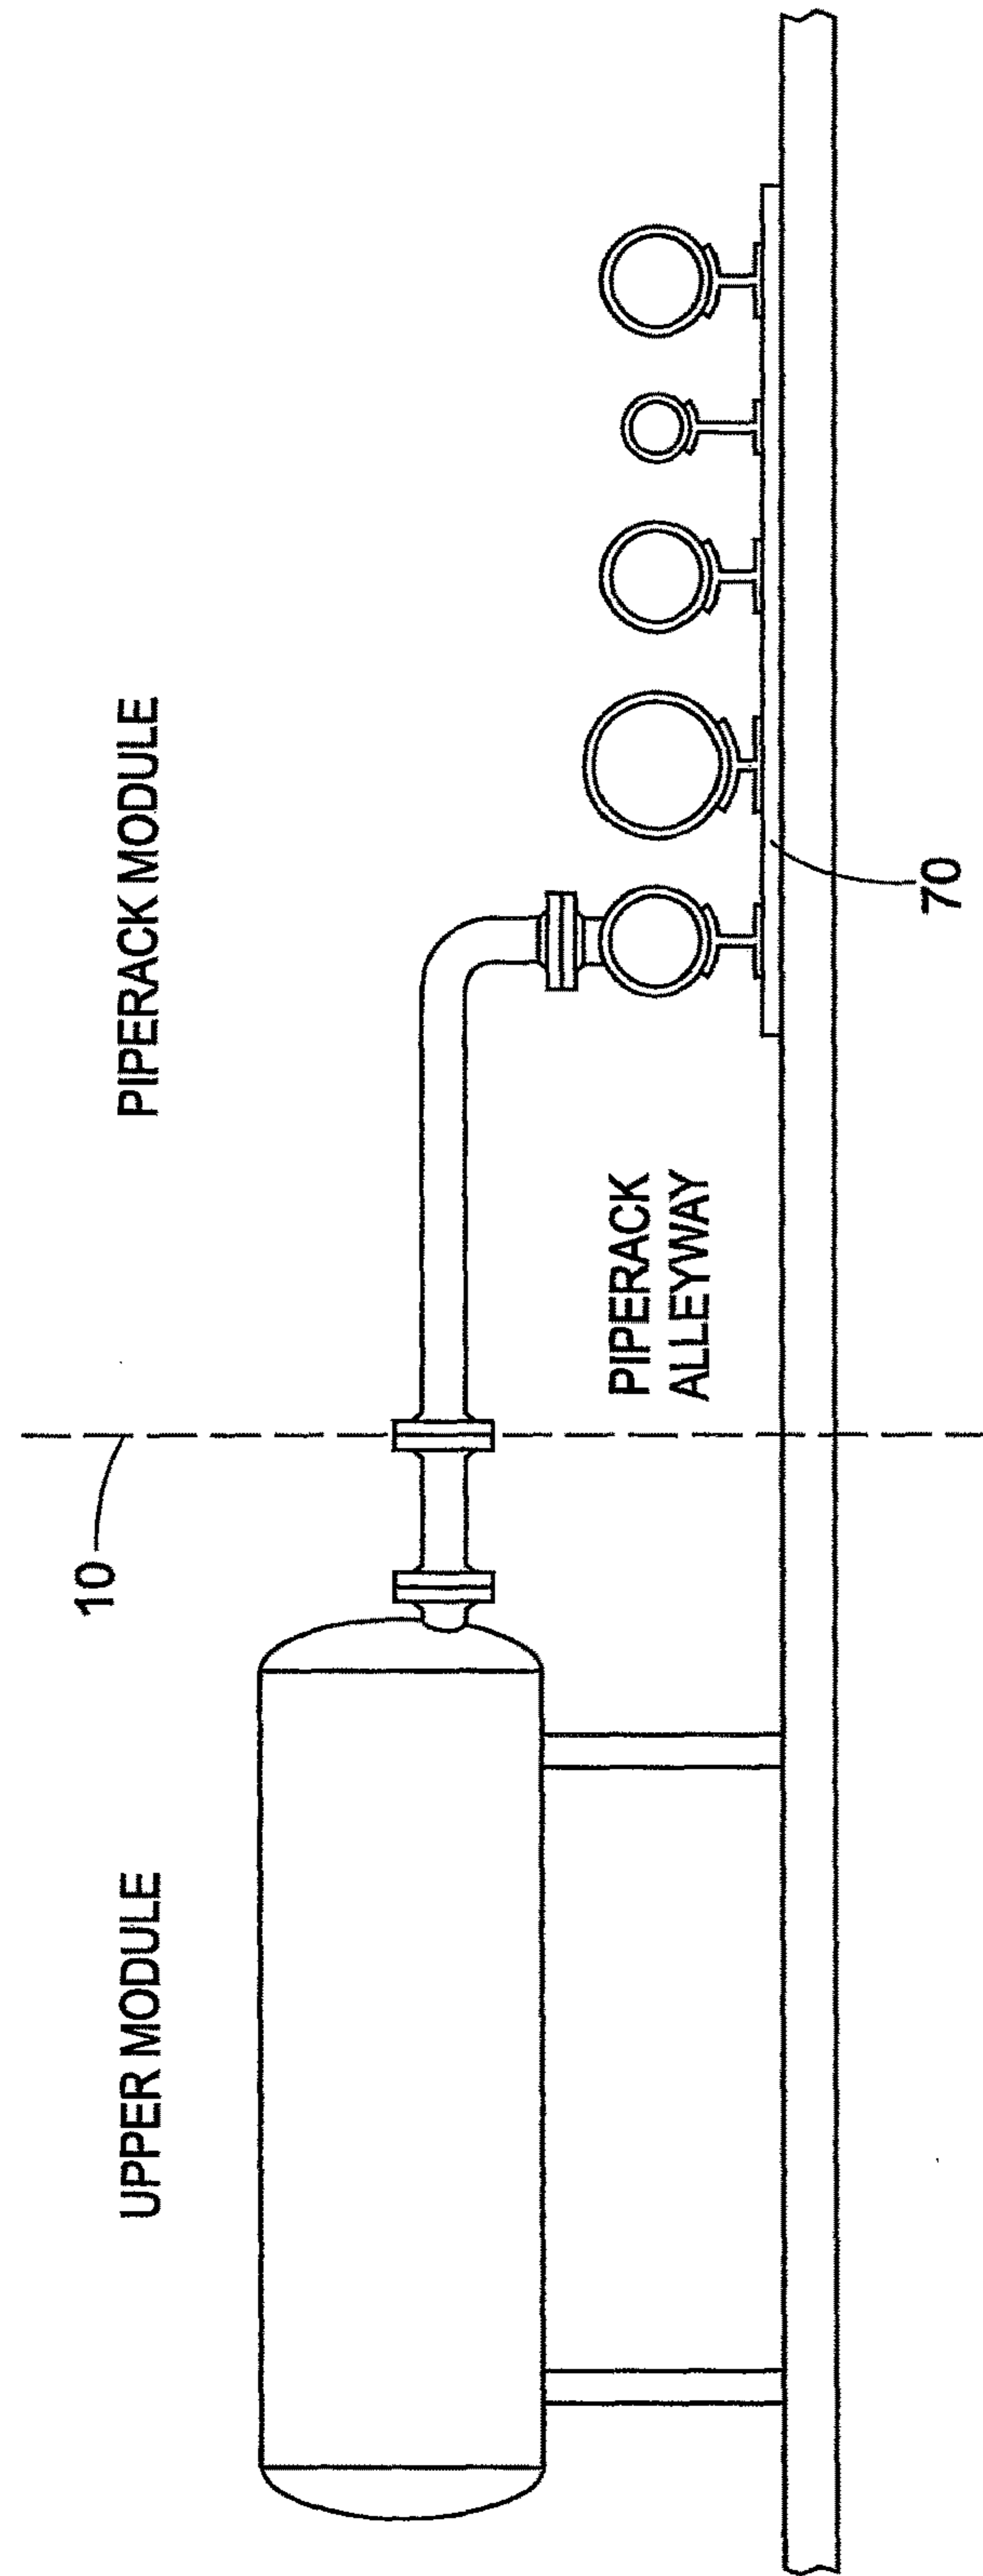 UPPER MODULE
10
PIPERACK MODULE
PIPERACK
ALLEYWAY
70